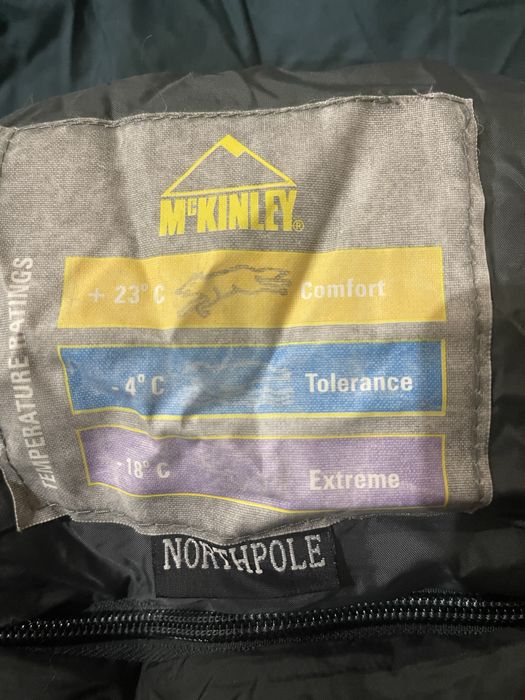 McKINLEY®
TEMPERATURE RATINGS
+ 23° C Comfort
- 4° C Tolerance
- 18° C Extreme
NORTHPOLE